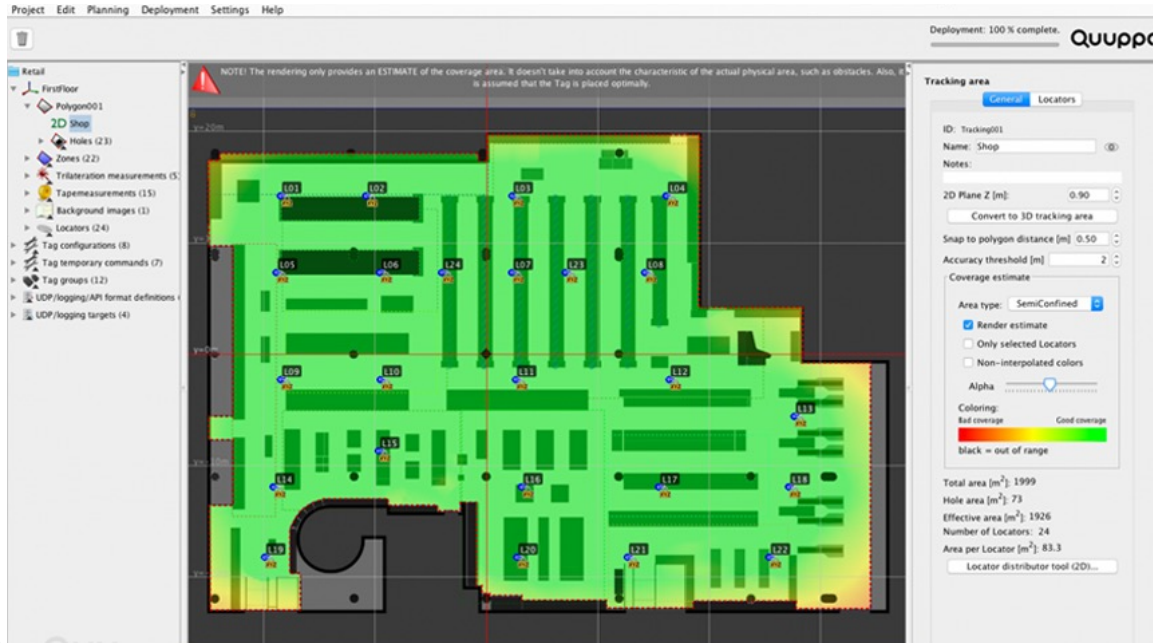 Project Edit Planning Deployment Settings Help
Deployment: 100 % complete.
Quuppa
Retail
FirstFloor
Polygon001
2D Shop
Holes (23)
Zones (22)
Trilateration measurements (5
Tapemeasurements (15)
Background images (1)
Locators (24)
Tag configurations (8)
Tag temporary commands (7)
Tag groups (12)
UDP/logging/API format definitions
UDP/logging targets (4)
NOTE! The rendering only provides an ESTIMATE of the coverage area. It doesn't take into account the characteristic of the actual physical area, such as obstacles. Also, it
is assumed that the Tag is placed optimally.
y=20m
L01 L02 L03 L04
L05 L06 L24 L07 L23 L08
y=0m
L09 L10 L11 L12
L13
L15
L14 L16 L17 L18
L19 L20 L21 L22
Tracking area
General Locators
ID: Tracking001
Name: Shop
Notes:
2D Plane Z [m]: 0.90
Convert to 3D tracking area
Snap to polygon distance [m] 0.50
Accuracy threshold [m] 2
Coverage estimate
Area type: SemiConfined
Render estimate
Only selected Locators
Non-interpolated colors
Alpha
Coloring:
Bad coverage Good coverage
black = out of range
Total area [m²]: 1999
Hole area [m²]: 73
Effective area [m²]: 1926
Number of Locators: 24
Area per Locator [m²]: 83.3
Locator distributor tool (2D)...